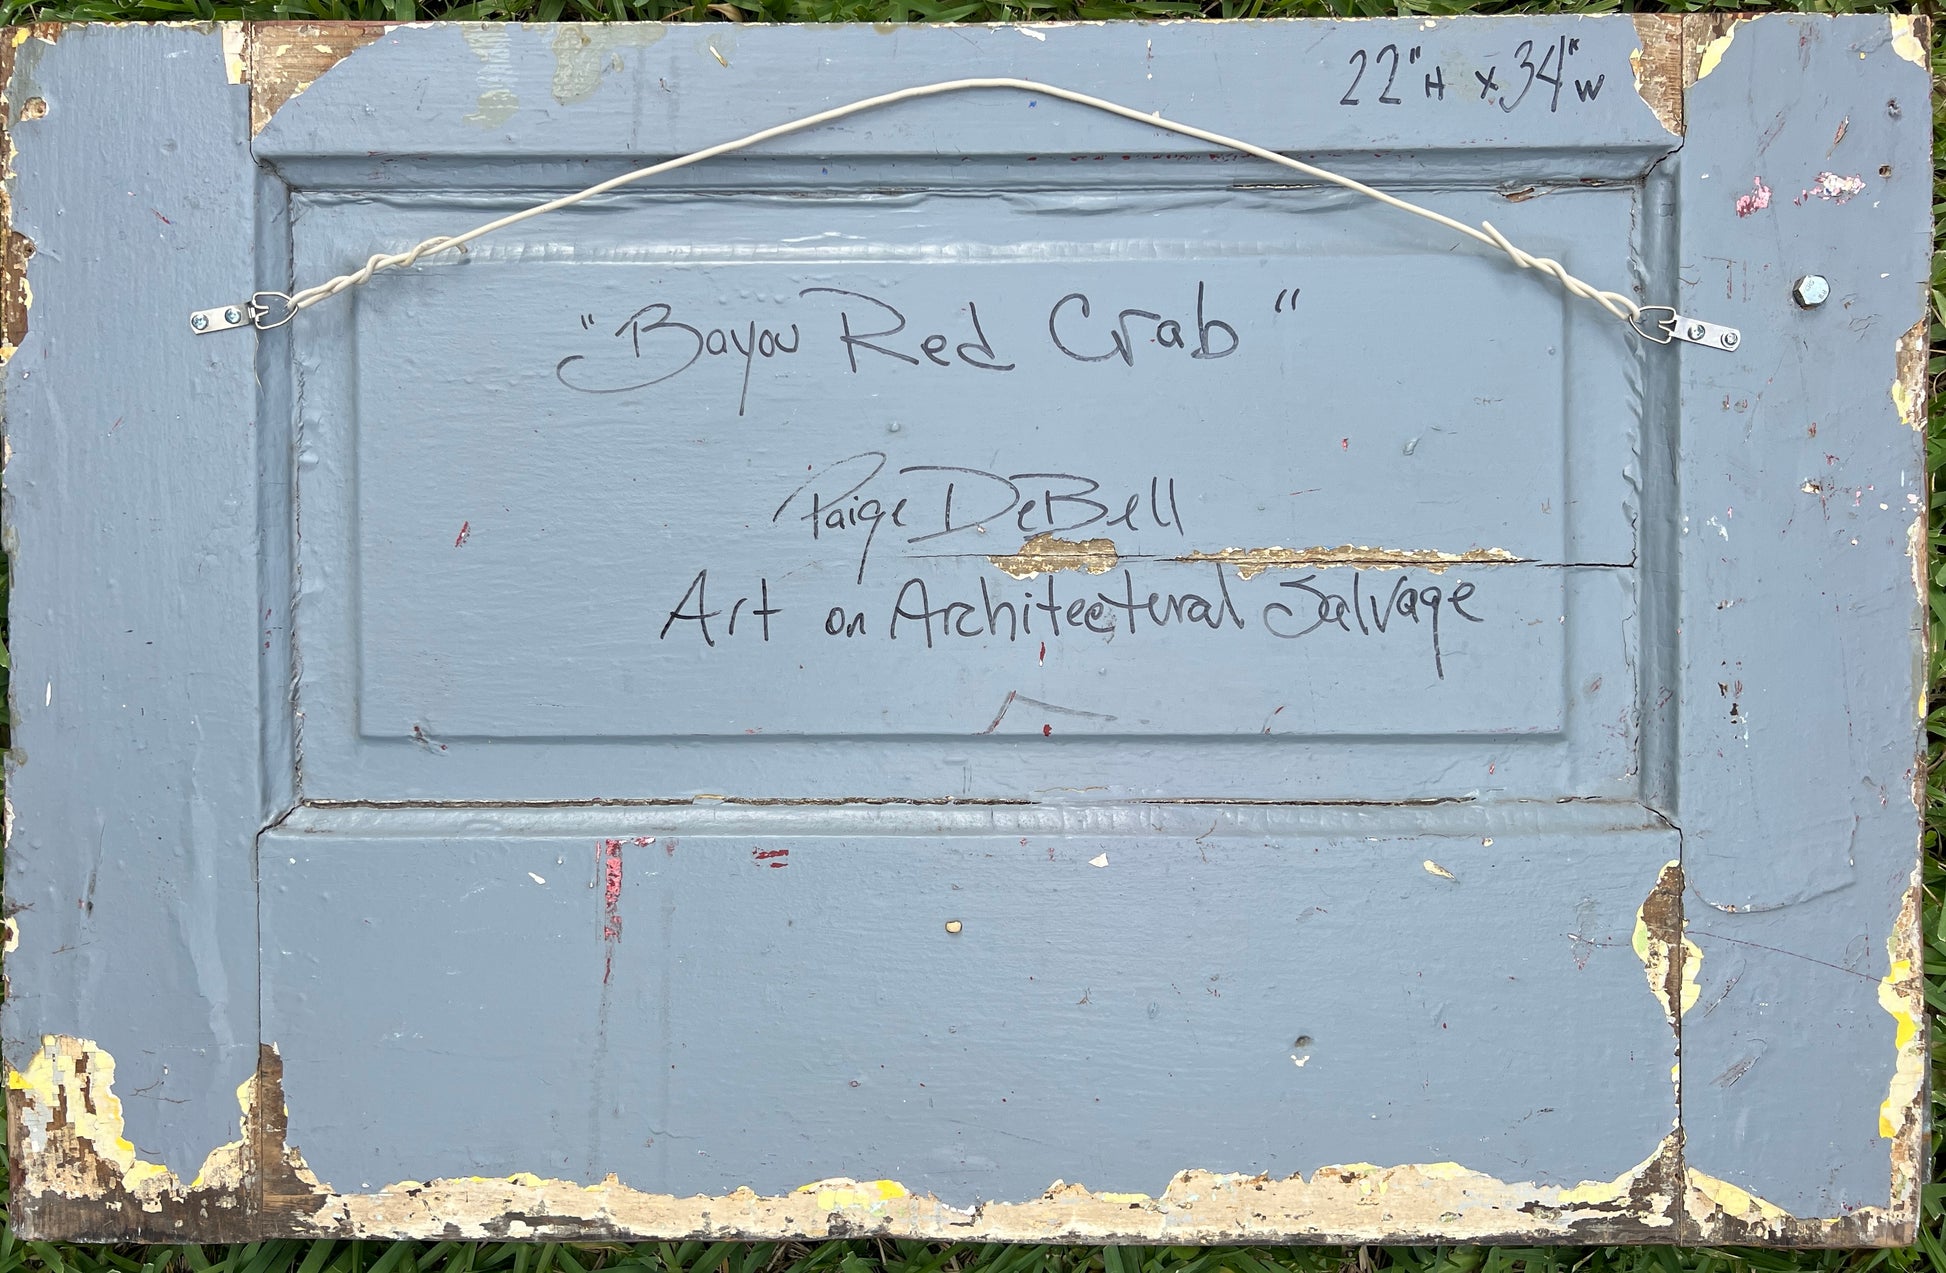 22" H x 34" W
"Bayou Red Crab"
Paige DeBell
Art on Architectural Salvage